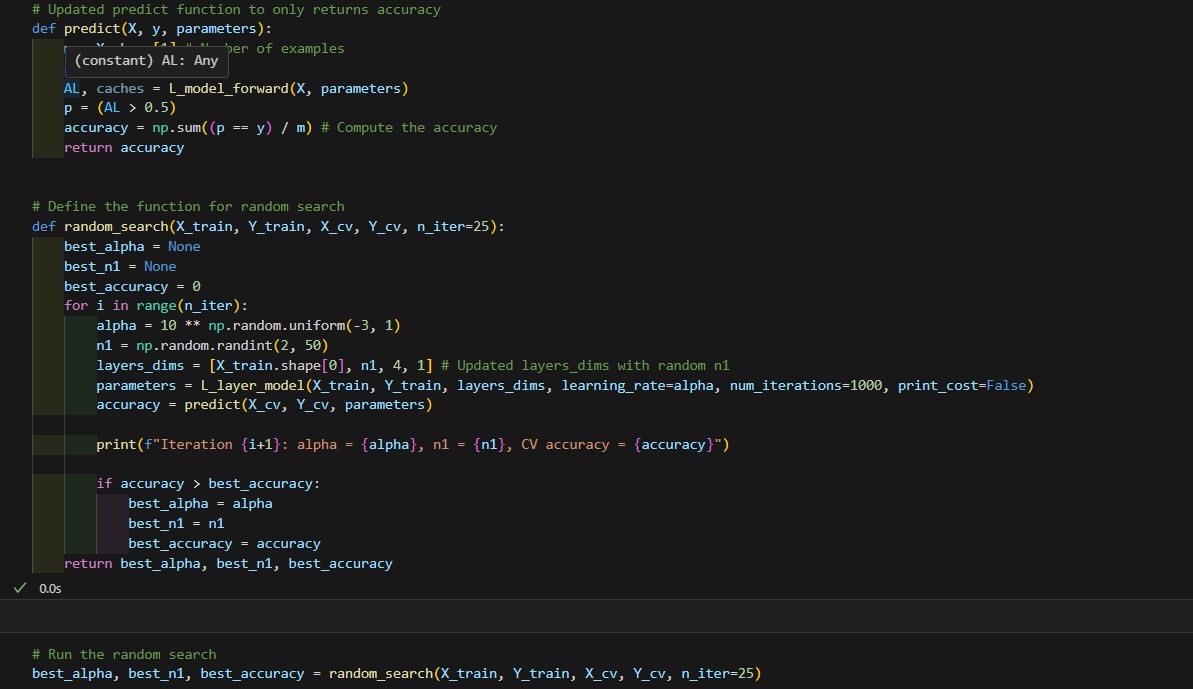 # Updated predict function to only returns accuracy
def predict(X, y, parameters):
of examples
(constant) AL: Any
AL, caches = L_model_forward(X, parameters)
p = (AL > 0.5)
accuracy = np.sum((p == y) / m) # Compute the accuracy
return accuracy
# Define the function for random search
def random_search(X_train, Y_train, X_cv, Y_cv, n_iter=25):
best_alpha = None
best_n1 = None
best_accuracy = 0
for i in range(n_iter):
alpha = 10 ** np.random.uniform(-3, 1)
n1 = np.random.randint(2, 50)
layers_dims = [X_train.shape[0], n1, 4, 1] # Updated layers_dims with random n1
parameters = L_layer_model(X_train, Y_train, layers_dims, learning_rate=alpha, num_iterations=1000, print_cost=False)
accuracy = predict(X_cv, Y_cv, parameters)
print(f"Iteration {i+1}: alpha = {alpha}, n1 = {n1}, CV accuracy = {accuracy}")
if accuracy > best_accuracy:
best_alpha = alpha
best_n1 = n1
best_accuracy = accuracy
return best_alpha, best_n1, best_accuracy
0.0s
# Run the random search
best_alpha, best_n1, best_accuracy = random_search(X_train, Y_train, X_cv, Y_cv, n_iter=25)